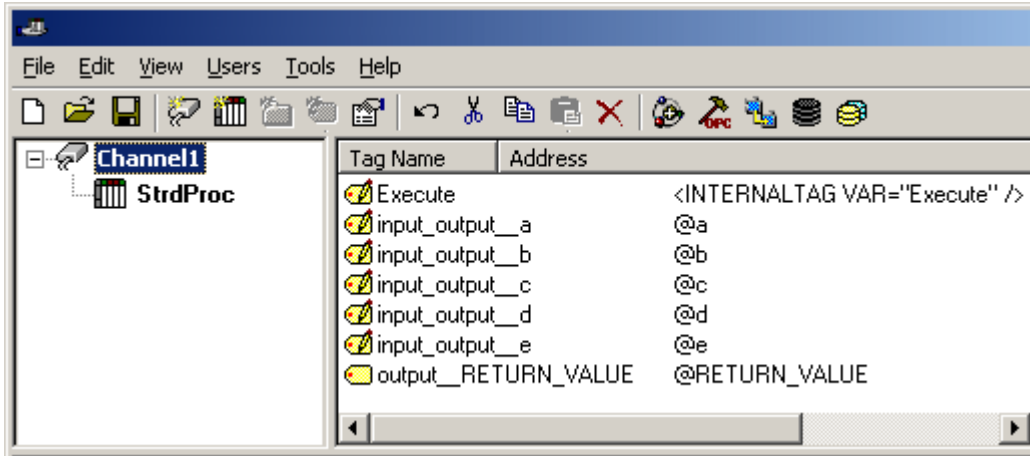 File Edit View Users Tools Help
OPC
Channel1
StrdProc
Tag Name Address
Execute <INTERNALTAG VAR="Execute" />
input_output__a @a
input_output__b @b
input_output__c @c
input_output__d @d
input_output__e @e
output__RETURN_VALUE @RETURN_VALUE